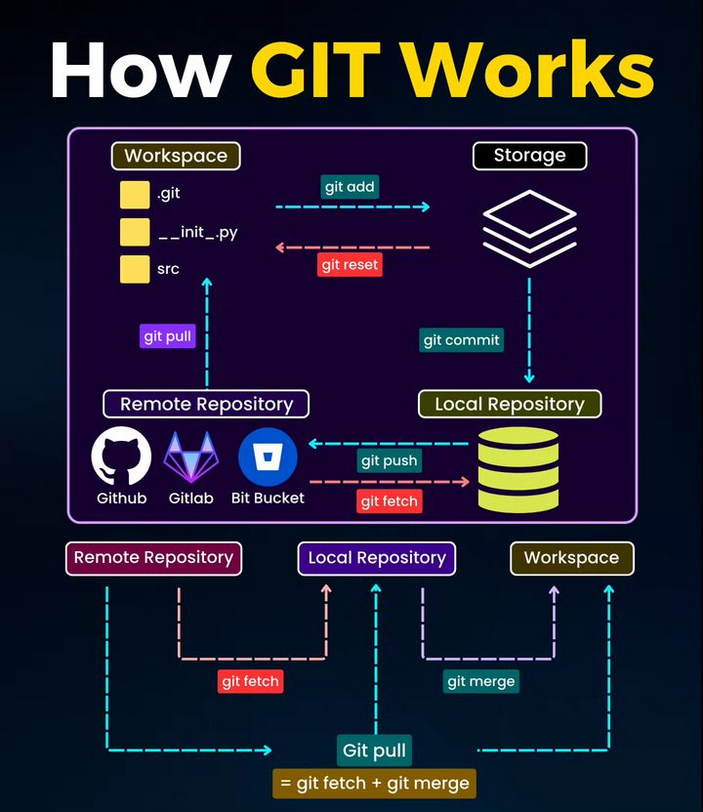 How GIT Works
Workspace
Storage
.git
__init_.py
src
git add
git reset
git pull
git commit
Remote Repository
Local Repository
Github
Gitlab
Bit Bucket
git push
git fetch
Remote Repository
Local Repository
Workspace
git fetch
git merge
Git pull
= git fetch + git merge